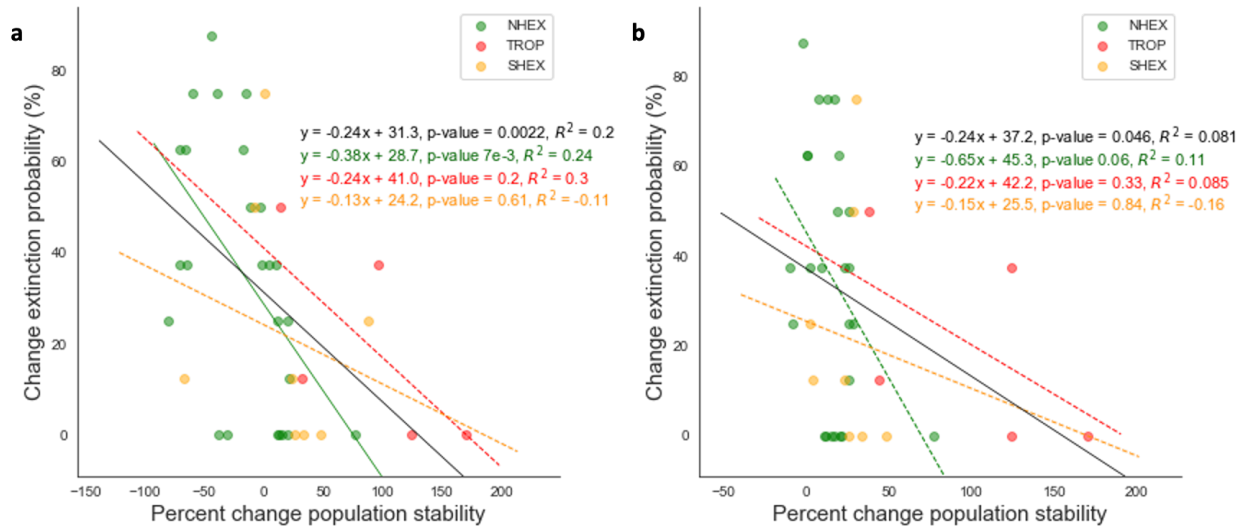 a
NHEX
TROP
SHEX
y = -0.24x + 31.3, p-value = 0.0022, R² = 0.2
y = -0.38x + 28.7, p-value 7e-3, R² = 0.24
y = -0.24x + 41.0, p-value = 0.2, R² = 0.3
y = -0.13x + 24.2, p-value = 0.61, R² = -0.11
Change extinction probability (%)
80
60
40
20
0
−150 −100 −50 0 50 100 150 200
Percent change population stability
b
NHEX
TROP
SHEX
y = -0.24x + 37.2, p-value = 0.046, R² = 0.081
y = -0.65x + 45.3, p-value 0.06, R² = 0.11
y = -0.22x + 42.2, p-value = 0.33, R² = 0.085
y = -0.15x + 25.5, p-value = 0.84, R² = -0.16
Change extinction probability (%)
80
60
40
20
0
−50 0 50 100 150 200
Percent change population stability